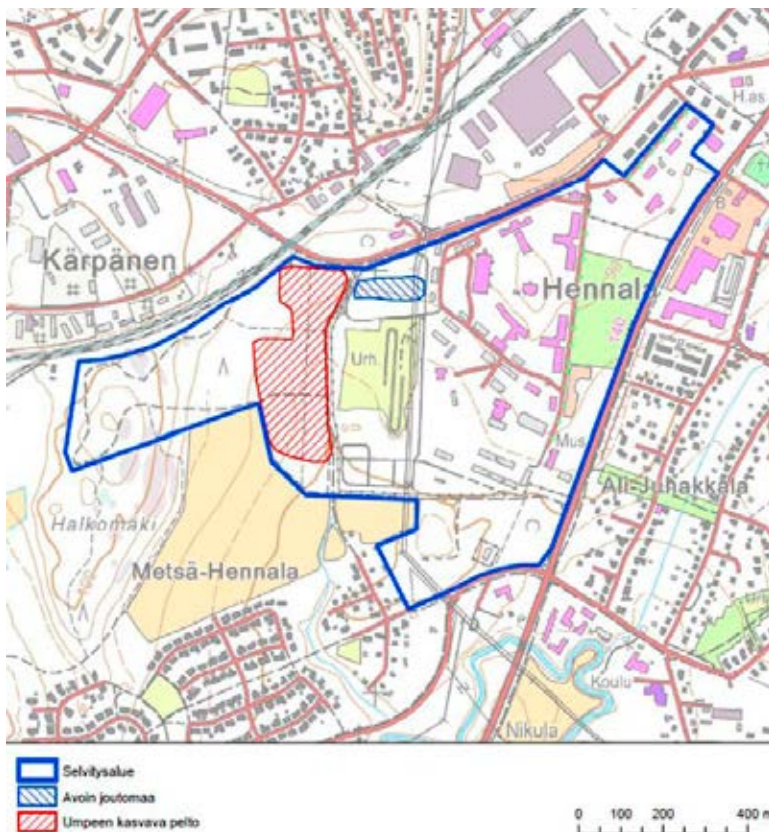 H.as
Kärpänen
Hennala
Urh.
Mus
Ali-Juhakkala
Halkomäki
Metsä-Hennala
Koulu
Nikula
Selvitysalue
Avoin joutomaa
Umpeen kasvava pelto
0 100 200 400 m